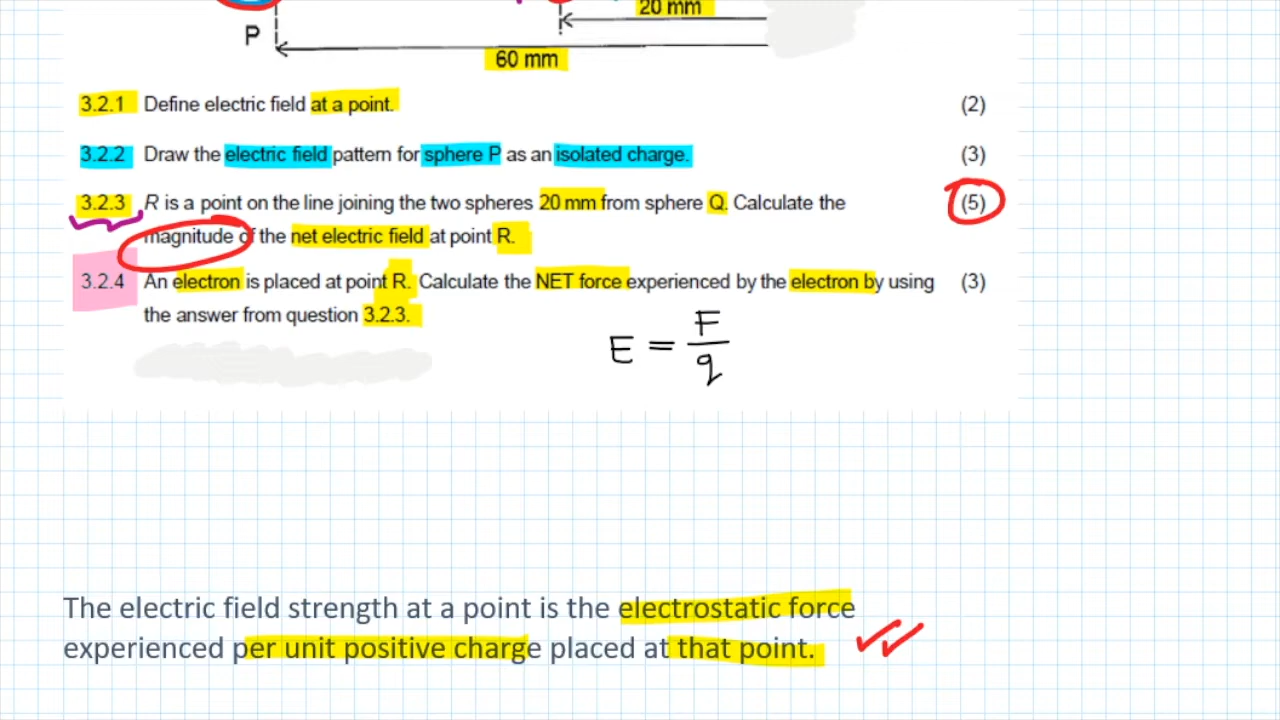 20 mm
P
60 mm
3.2.1 Define electric field at a point. (2)
3.2.2 Draw the electric field pattern for sphere P as an isolated charge. (3)
3.2.3 R is a point on the line joining the two spheres 20 mm from sphere Q. Calculate the (5)
magnitude of the net electric field at point R.
3.2.4 An electron is placed at point R. Calculate the NET force experienced by the electron by using (3)
the answer from question 3.2.3.
E = F/q
The electric field strength at a point is the electrostatic force
experienced per unit positive charge placed at that point.